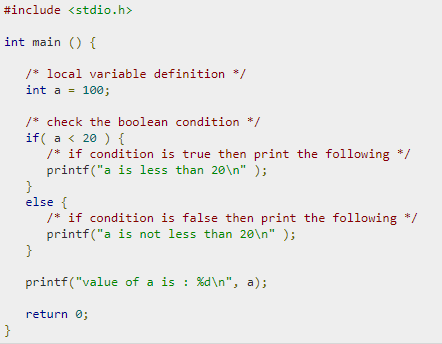 #include <stdio.h>
int main () {
/* local variable definition */
int a = 100;
/* check the boolean condition */
if( a < 20 ) {
/* if condition is true then print the following */
printf("a is less than 20\n" );
}
else {
/* if condition is false then print the following */
printf("a is not less than 20\n" );
}
printf("value of a is : %d\n", a);
return 0;
}